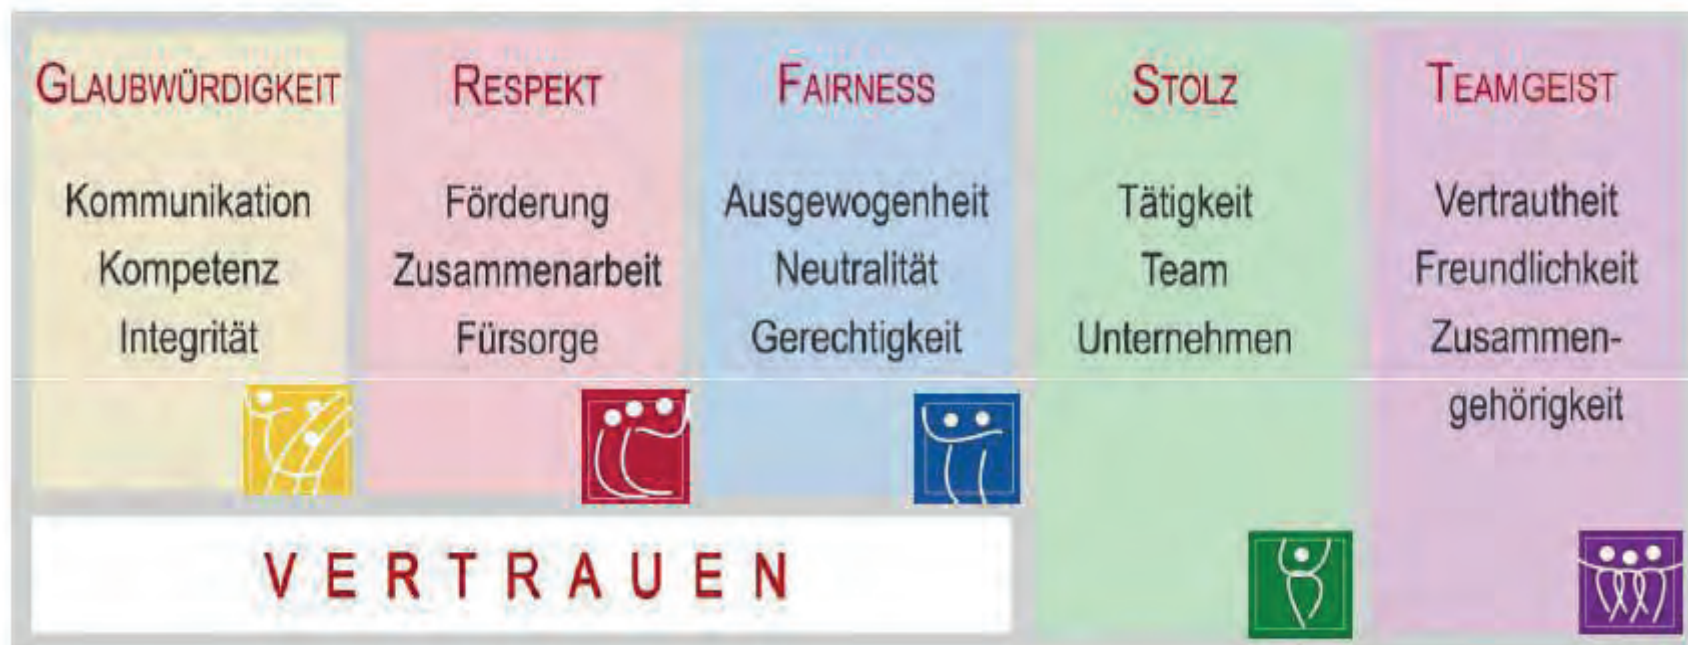 GLAUBWÜRDIGKEIT
Kommunikation
Kompetenz
Integrität
RESPEKT
Förderung
Zusammenarbeit
Fürsorge
FAIRNESS
Ausgewogenheit
Neutralität
Gerechtigkeit
STOLZ
Tätigkeit
Team
Unternehmen
TEAMGEIST
Vertrautheit
Freundlichkeit
Zusammen-
gehörigkeit
VERTRAUEN